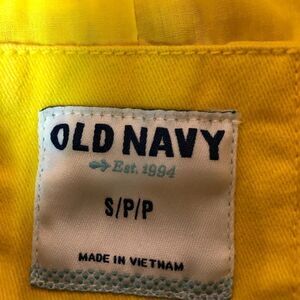 OLD NAVY
Est. 1994
S/P/P
MADE IN VIETNAM